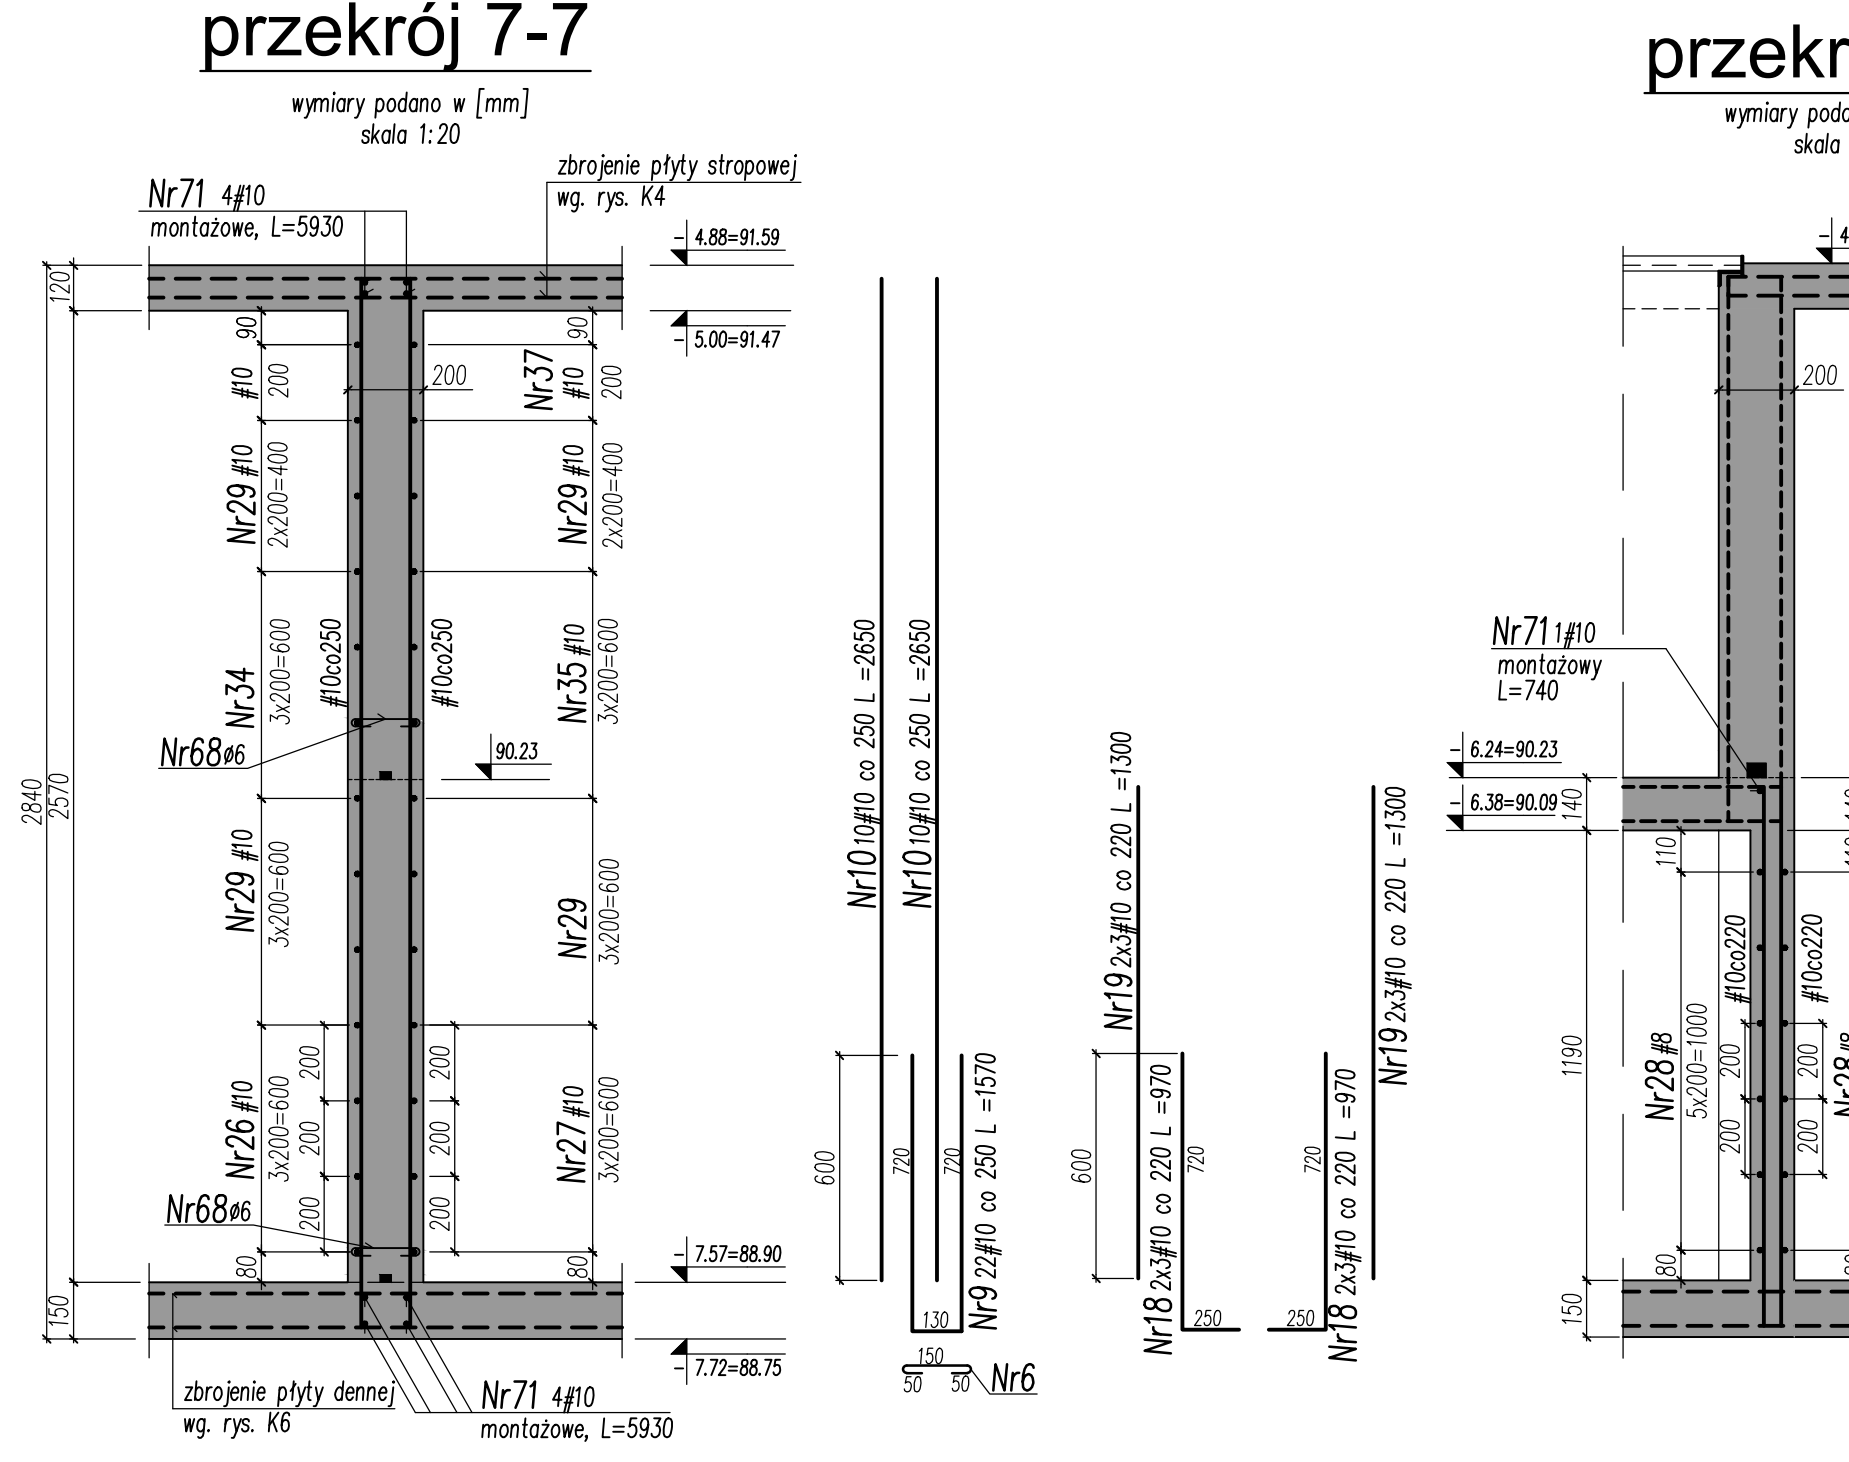 przekrój 7-7
wymiary podano w [mm]
skala 1:20
zbrojenie płyty stropowej
wg. rys. K4
Nr71 4#10
montażowe, L=5930
- 4.88=91.59
- 5.00=91.47
120
2840
2570
150
90
200
#10
Nr29 #10
2x200=400
Nr34
3x200=600
#10co250
Nr68ø6
Nr29 #10
3x200=600
Nr26 #10
3x200=600
200
200
200
Nr68ø6
80
200
90
Nr37
#10
200
Nr29 #10
2x200=400
#10co250
Nr35 #10
3x200=600
90.23
Nr29
3x200=600
200
200
200
Nr27 #10
3x200=600
80
- 7.57=88.90
- 7.72=88.75
zbrojenie płyty dennej
wg. rys. K6
Nr71 4#10
montażowe, L=5930
Nr10 10#10 co 250 L =2650
Nr10 10#10 co 250 L =2650
600
720
720
130
Nr9 22#10 co 250 L =1570
150
50
50
Nr6
Nr19 2x3#10 co 220 L =1300
Nr19 2x3#10 co 220 L =1300
600
Nr18 2x3#10 co 220 L =970
720
250
720
250
Nr18 2x3#10 co 220 L =970
przekr
wymiary podo
skala
- 4
200
Nr71 1#10
montażowy
L=740
- 6.24=90.23
- 6.38=90.09
140
110
1190
150
#10co220
#10co220
Nr28 #8
5x200=1000
200
200
200
200
Nr28 #8
80